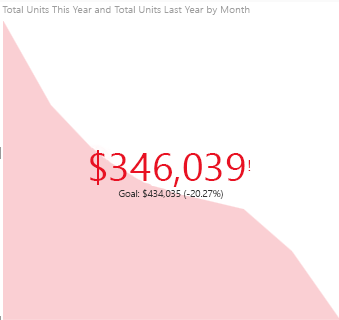 Total Units This Year and Total Units Last Year by Month
$346,039!
Goal: $434,035 (-20.27%)